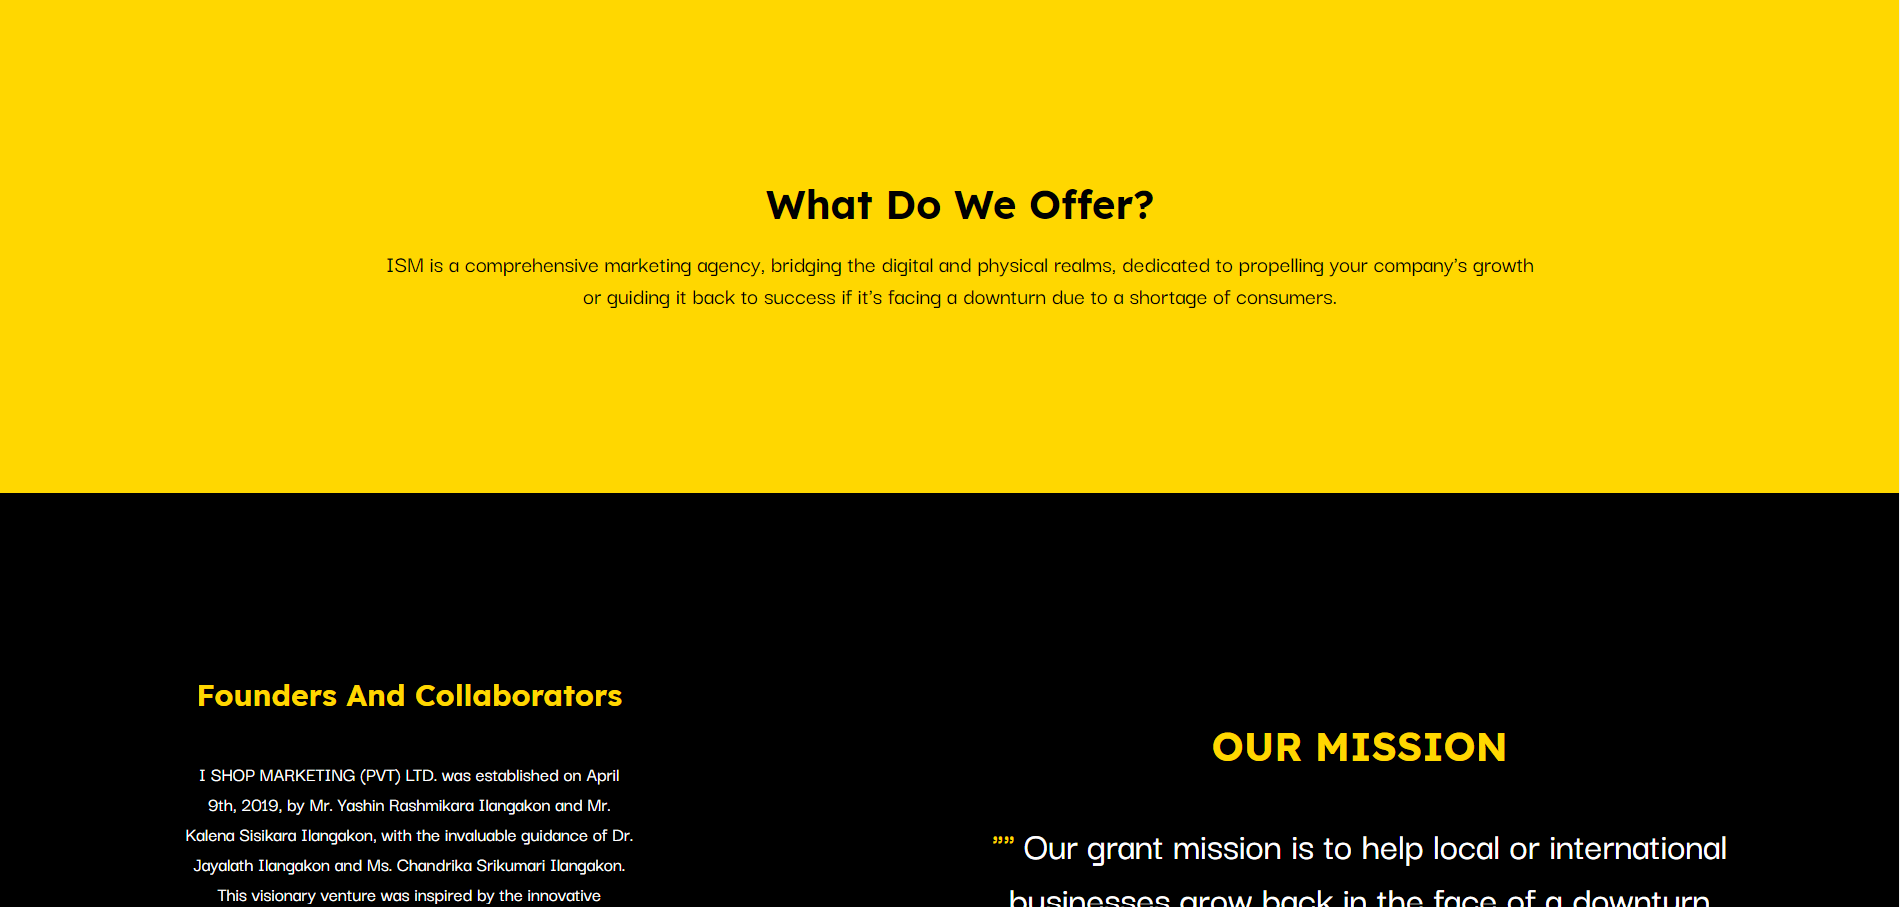 What Do We Offer?
ISM is a comprehensive marketing agency, bridging the digital and physical realms, dedicated to propelling your company’s growth
or guiding it back to success if it’s facing a downturn due to a shortage of consumers.
Founders And Collaborators
I SHOP MARKETING (PVT) LTD. was established on April
9th, 2019, by Mr. Yashin Rashmikara Ilangakon and Mr.
Kalena Sisikara Ilangakon, with the invaluable guidance of Dr.
Jayalath Ilangakon and Ms. Chandrika Srikumari Ilangakon.
This visionary venture was inspired by the innovative
OUR MISSION
”” Our grant mission is to help local or international
businesses grow back in the face of a downturn